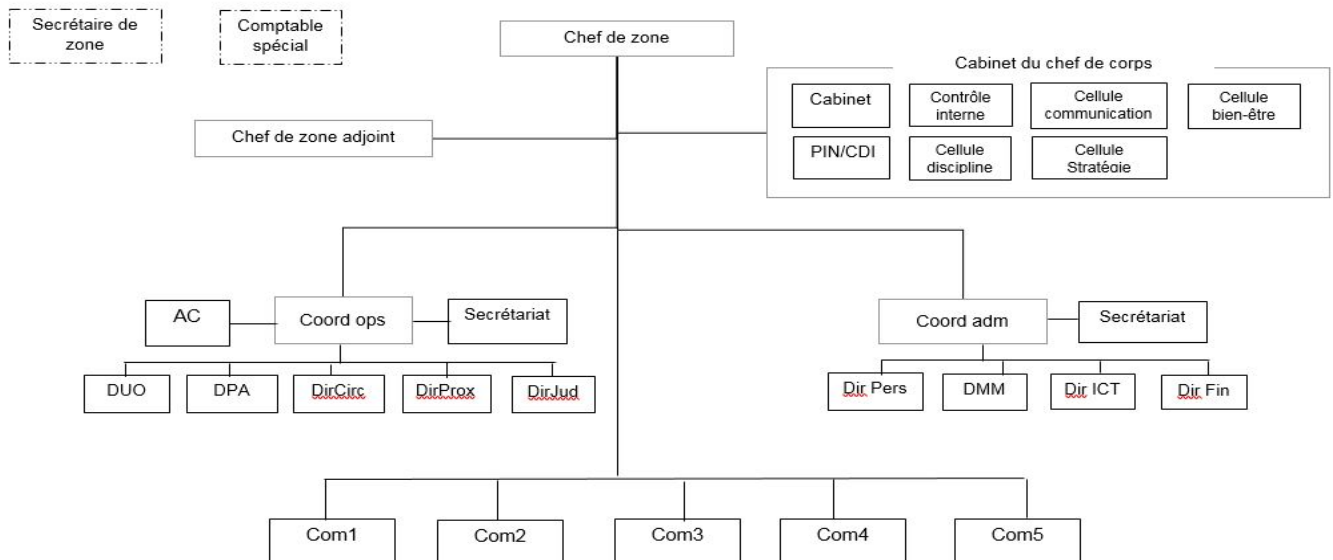 Secrétaire de
zone
Comptable
spécial
Chef de zone
Cabinet du chef de corps
Cabinet
Contrôle
interne
Cellule
communication
Cellule
bien-être
PIN/CDI
Cellule
discipline
Cellule
Stratégie
Chef de zone adjoint
AC
Coord ops
Secrétariat
DUO
DPA
DirCirc
DirProx
DirJud
Coord adm
Secrétariat
Dir Pers
DMM
Dir ICT
Dir Fin
Com1
Com2
Com3
Com4
Com5